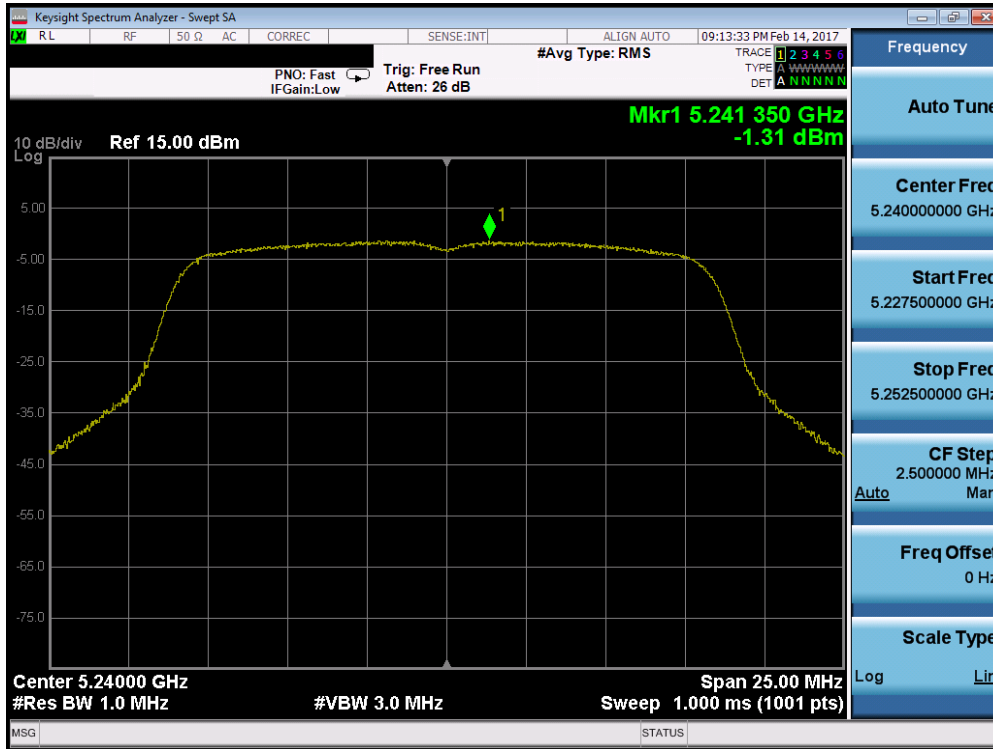 Keysight Spectrum Analyzer - Swept SA
LXI RL RF 50 Ω AC CORREC SENSE:INT ALIGN AUTO 09:13:33 PM Feb 14, 2017
#Avg Type: RMS
TRACE 1 2 3 4 5 6
PNO: Fast Trig: Free Run
TYPE A WWWWW
IFGain:Low Atten: 26 dB
DET A N N N N N
Mkr1 5.241 350 GHz
-1.31 dBm
10 dB/div Ref 15.00 dBm
Log
1
5.00
-5.00
-15.0
-25.0
-35.0
-45.0
-55.0
-65.0
-75.0
Center 5.24000 GHz Span 25.00 MHz
#Res BW 1.0 MHz #VBW 3.0 MHz Sweep 1.000 ms (1001 pts)
MSG STATUS
Frequency
Auto Tune
Center Freq
5.240000000 GHz
Start Freq
5.227500000 GHz
Stop Freq
5.252500000 GHz
CF Step
2.500000 MHz
Auto Man
Freq Offset
0 Hz
Scale Type
Log Lin